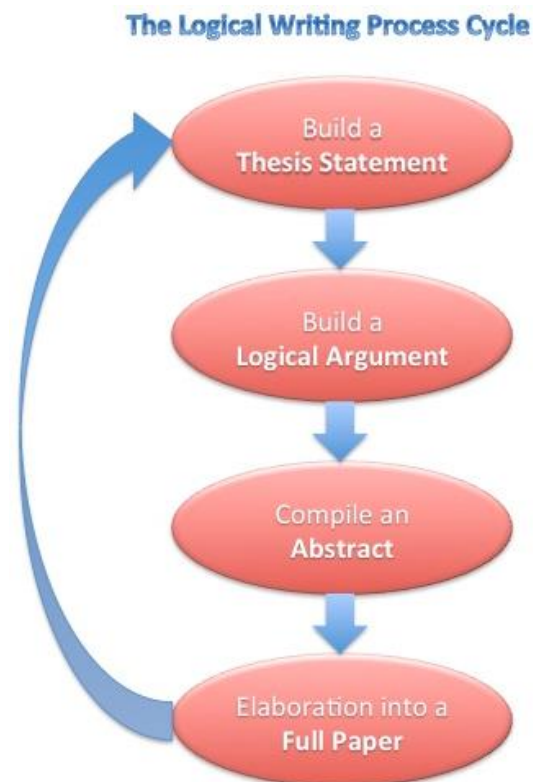 The Logical Writing Process Cycle
Build a
Thesis Statement
Build a
Logical Argument
Compile an
Abstract
Elaboration into a
Full Paper